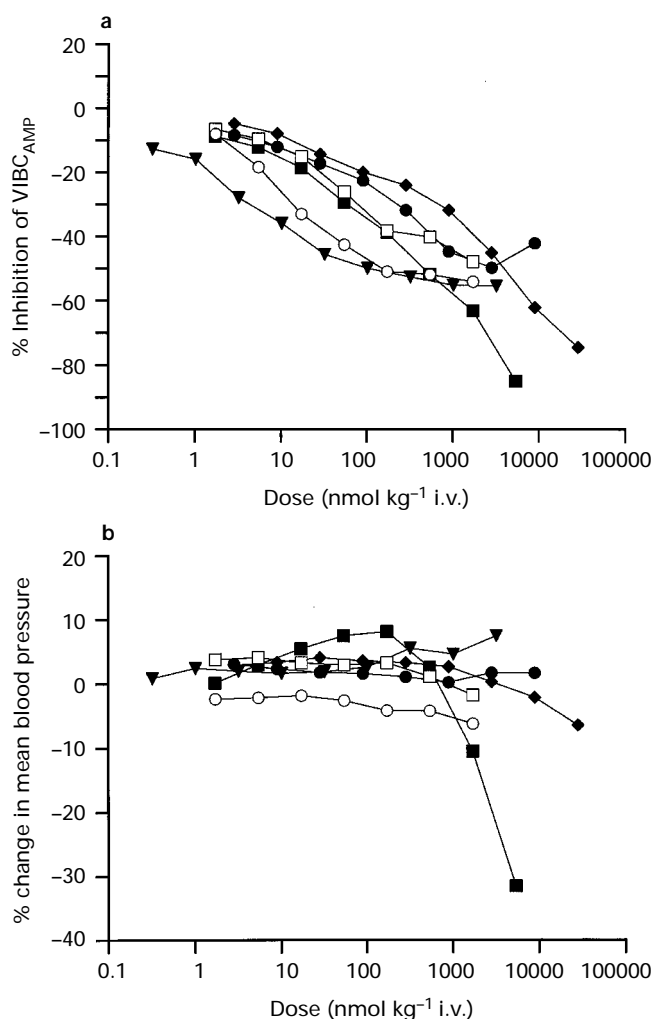 a
20
0
−20
−40
−60
−80
−100
% Inhibition of VIBC_AMP
0.1 1 10 100 1000 10000 100000
Dose (nmol kg⁻¹ i.v.)
b
20
10
0
−10
−20
−30
−40
% change in mean blood pressure
0.1 1 10 100 1000 10000 100000
Dose (nmol kg⁻¹ i.v.)